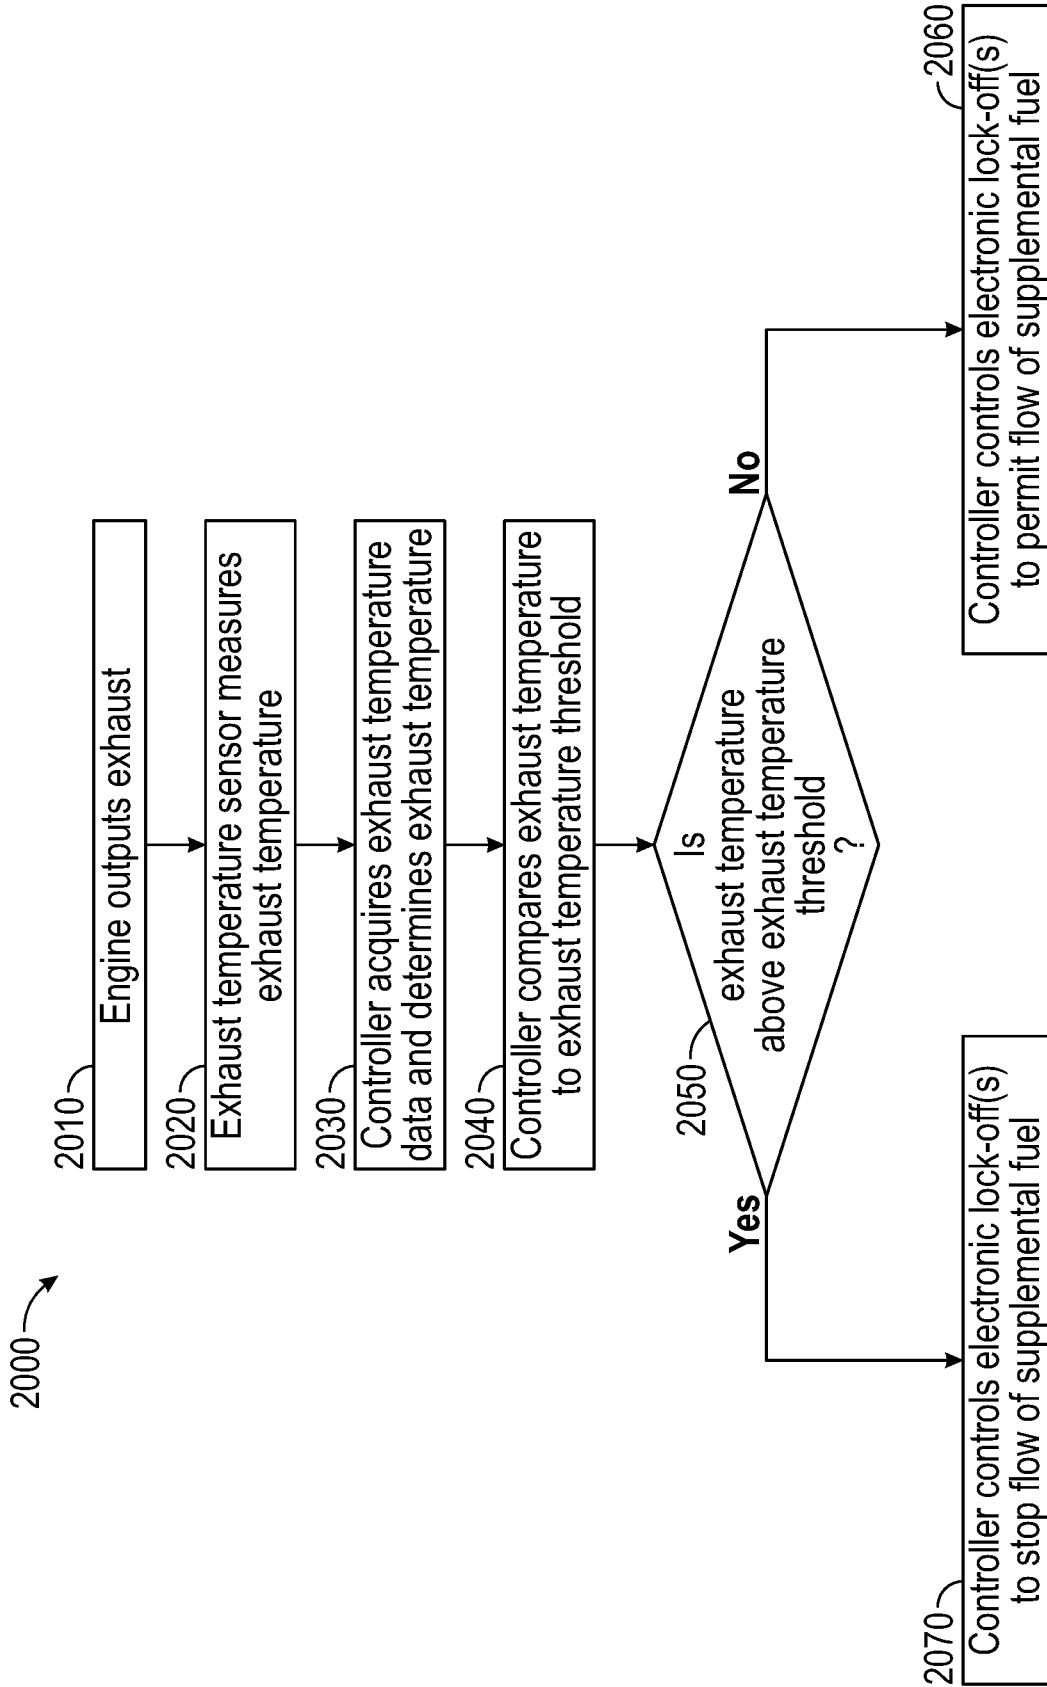 2000
2010
Engine outputs exhaust
2020
Exhaust temperature sensor measures
exhaust temperature
2030
Controller acquires exhaust temperature
data and determines exhaust temperature
2040
Controller compares exhaust temperature
to exhaust temperature threshold
2050
Is
exhaust temperature
above exhaust temperature
threshold
?
Yes
No
2070
Controller controls electronic lock-off(s)
to stop flow of supplemental fuel
2060
Controller controls electronic lock-off(s)
to permit flow of supplemental fuel